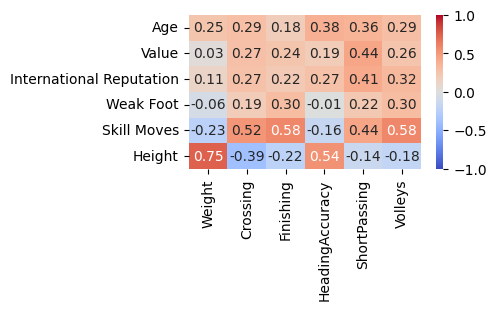 Age 0.25 0.29 0.18 0.38 0.36 0.29 1.0
Value 0.03 0.27 0.24 0.19 0.44 0.26 0.5
International Reputation 0.11 0.27 0.22 0.27 0.41 0.32 0.0
Weak Foot -0.06 0.19 0.30 -0.01 0.22 0.30
Skill Moves -0.23 0.52 0.58 -0.16 0.44 0.58 −0.5
Height 0.75 -0.39 -0.22 0.54 -0.14 -0.18 −1.0
Weight
Crossing
Finishing
HeadingAccuracy
ShortPassing
Volleys